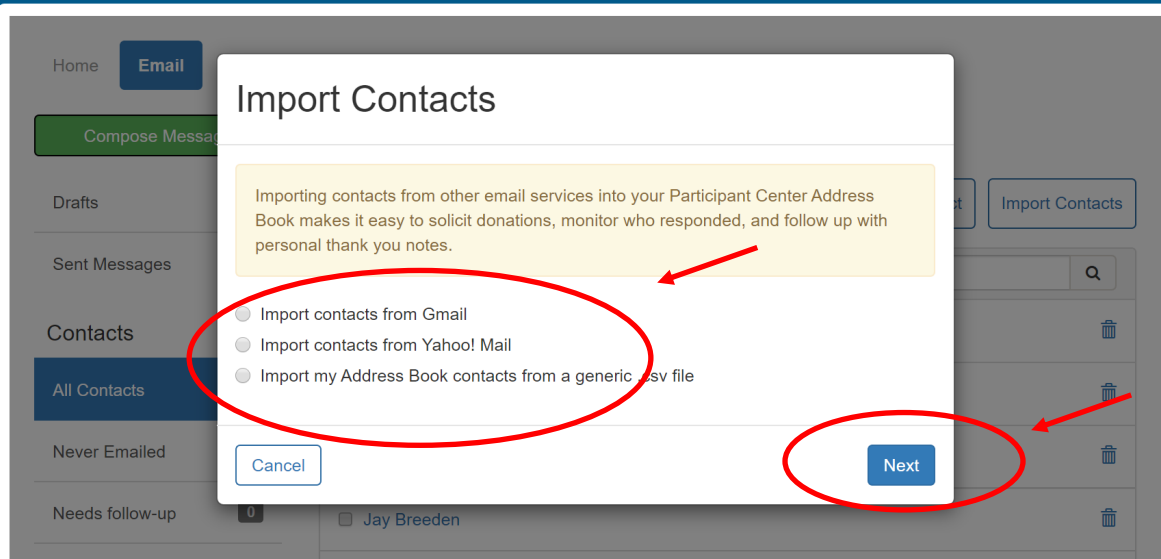 Home Email
Import Contacts
Compose
Importing contacts from other email services into your Participant Center Address
Book makes it easy to solicit donations, monitor who responded, and follow up with
personal thank you notes.
Drafts
Import Contacts
Sent Messages
Import contacts from Gmail
Contacts
Import contacts from Yahoo! Mail
Import my Address Book contacts from a generic .csv file
All Contacts
Never Emailed
Cancel Next
Needs follow-up 0
Jay Breeden